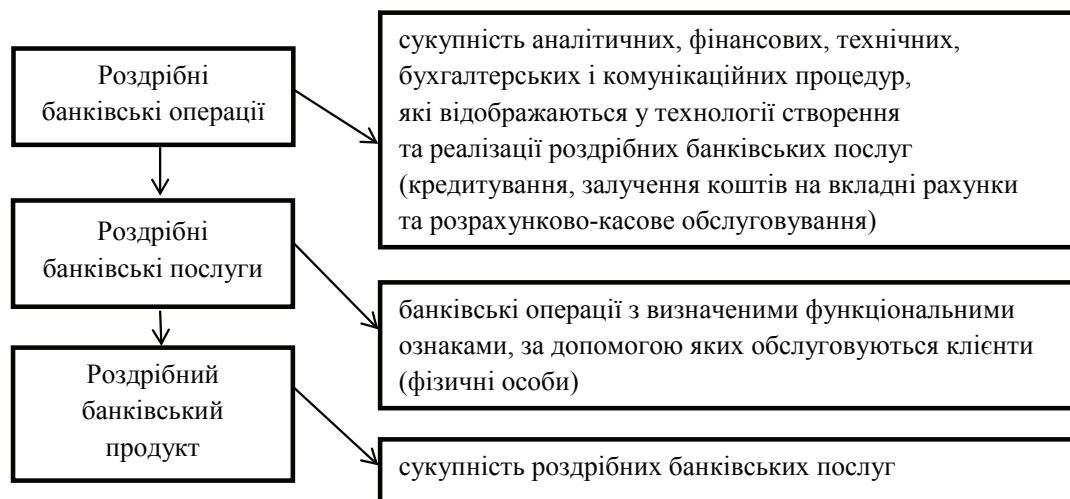 Роздрібні
банківські операції
сукупність аналітичних, фінансових, технічних,
бухгалтерських і комунікаційних процедур,
які відображаються у технології створення
та реалізації роздрібних банківських послуг
(кредитування, залучення коштів на вкладні рахунки
та розрахунково-касове обслуговування)
Роздрібні
банківські послуги
банківські операції з визначеними функціональними
ознаками, за допомогою яких обслуговуються клієнти
(фізичні особи)
Роздрібний
банківський
продукт
сукупність роздрібних банківських послуг